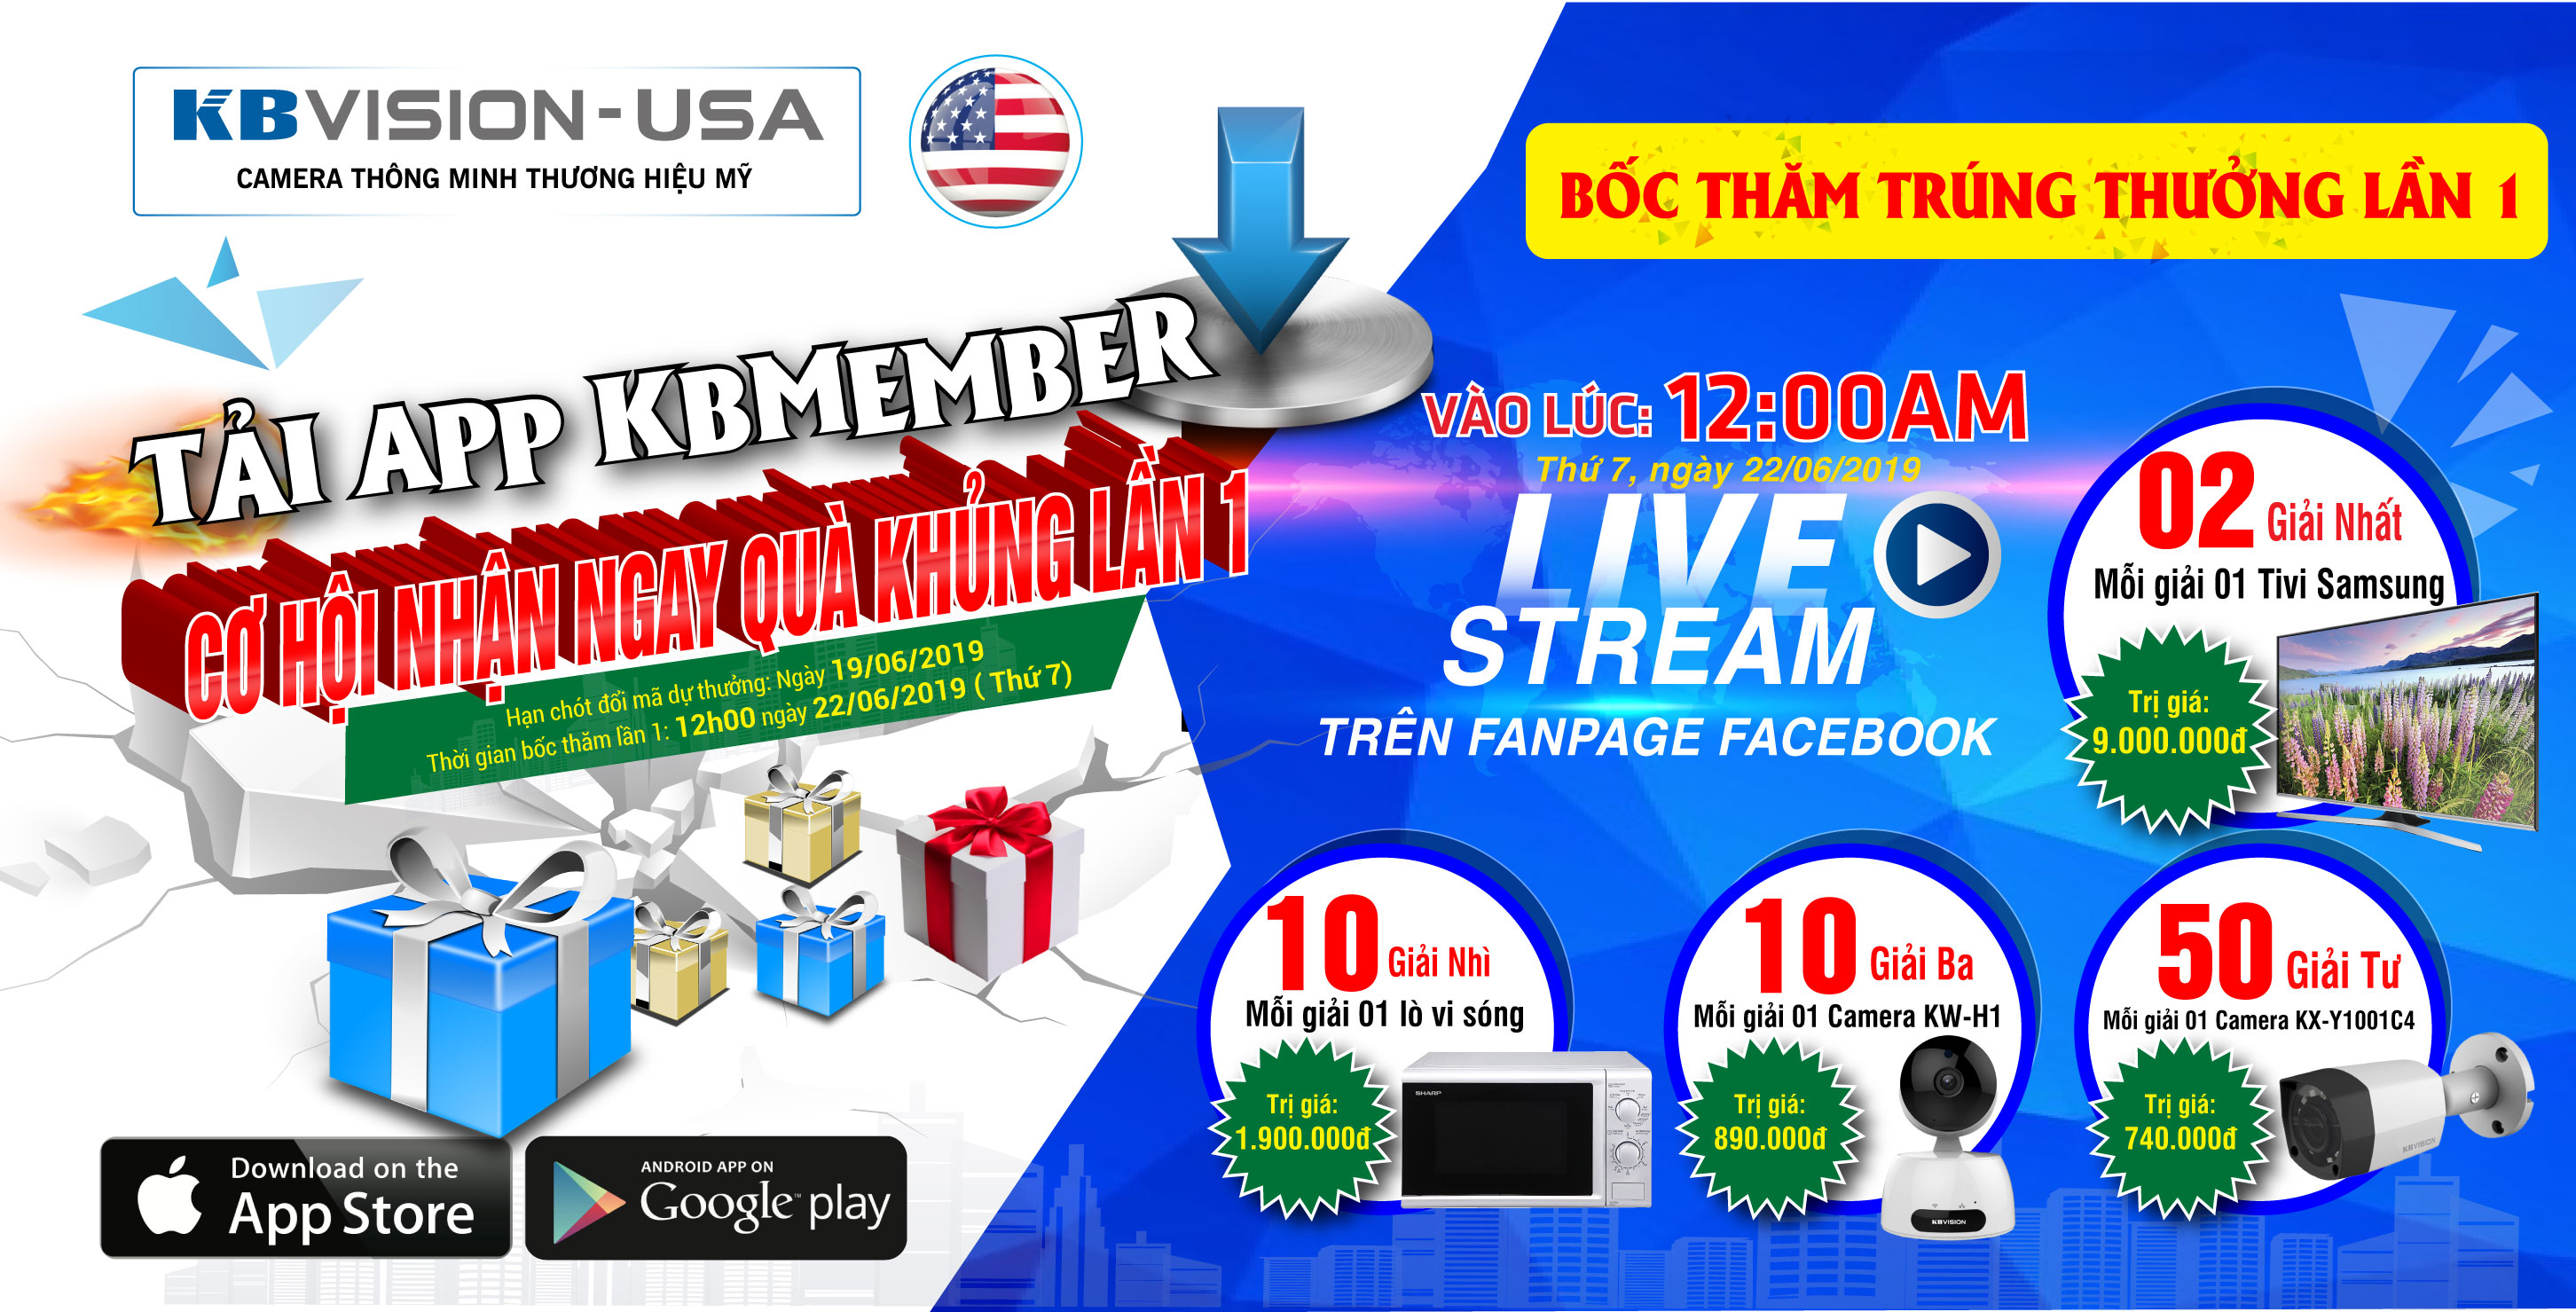 KBVISION-USA
CAMERA THÔNG MINH THƯƠNG HIỆU MỸ
TẢI APP KBMEMBER
CƠ HỘI NHẬN NGAY QUÀ KHỦNG LẦN 1
Hạn chót đổi mã dự thưởng: Ngày 19/06/2019
Thời gian bốc thăm lần 1: 12h00 ngày 22/06/2019 ( Thứ 7)
Download on the
App Store
ANDROID APP ON
Google play
BỐC THĂM TRÚNG THƯỞNG LẦN 1
VÀO LÚC: 12:00AM
Thứ 7, ngày 22/06/2019
LIVE
STREAM
TRÊN FANPAGE FACEBOOK
02 Giải Nhất
Mỗi giải 01 Tivi Samsung
Trị giá:
9.000.000đ
10 Giải Nhì
Mỗi giải 01 lò vi sóng
Trị giá:
1.900.000đ
SHARP
10 Giải Ba
Mỗi giải 01 Camera KW-H1
Trị giá:
890.000đ
KBVISION
50 Giải Tư
Mỗi giải 01 Camera KX-Y1001C4
Trị giá:
740.000đ
KBVISION